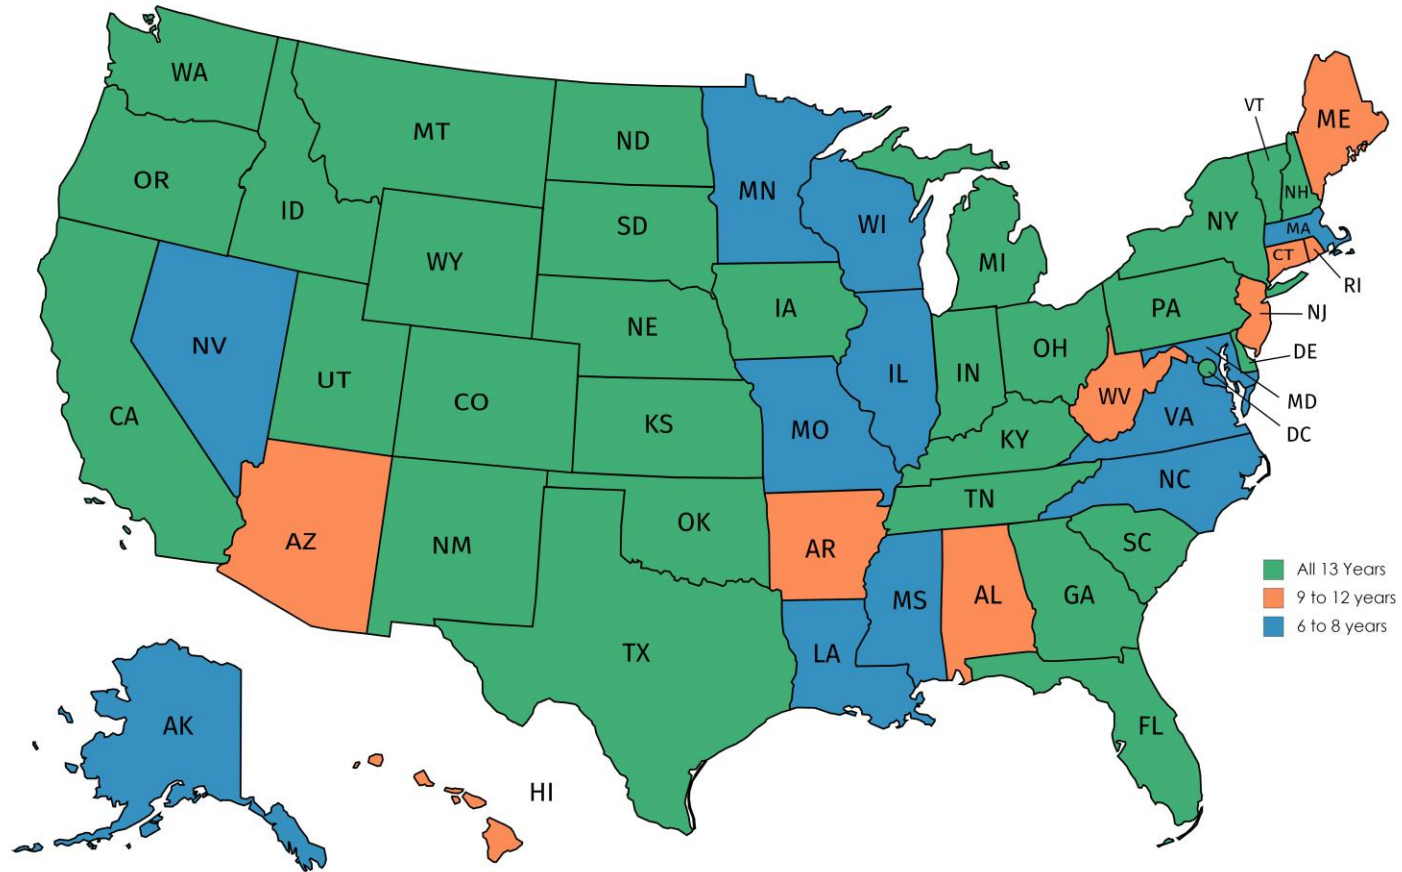 WA
MT
ND
MN
VT
ME
OR
ID
SD
WI
NH
NY
MA
WY
MI
CT
RI
IA
PA
NJ
NV
NE
OH
DE
UT
CO
IL
IN
WV
MD
CA
KS
MO
KY
VA
DC
NC
TN
AZ
NM
OK
AR
SC
MS
AL
GA
All 13 Years
9 to 12 years
6 to 8 years
TX
LA
AK
FL
HI